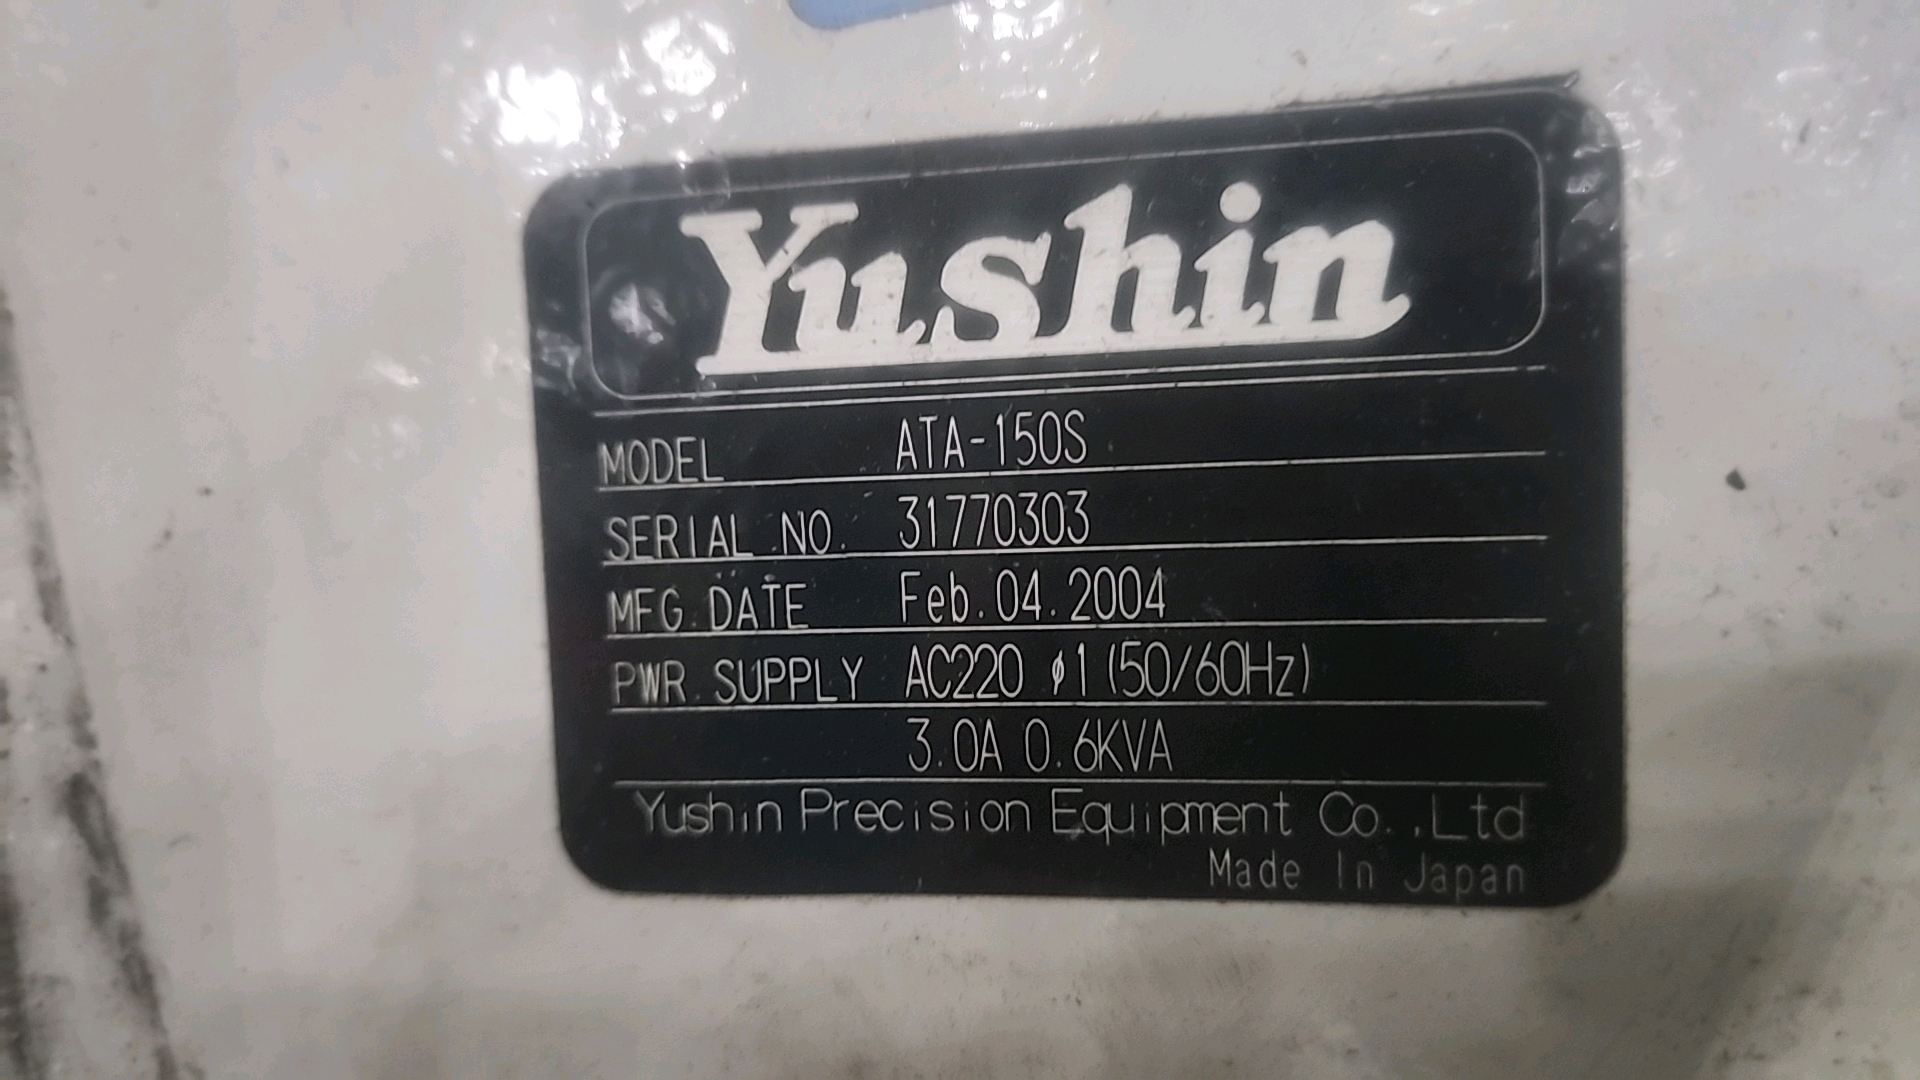 Yushin
MODEL ATA-150S
SERIAL NO. 31770303
MFG.DATE Feb.04.2004
PWR.SUPPLY AC220 φ1(50/60Hz)
3.0A 0.6KVA
Yushin Precision Equipment Co.,Ltd
Made In Japan